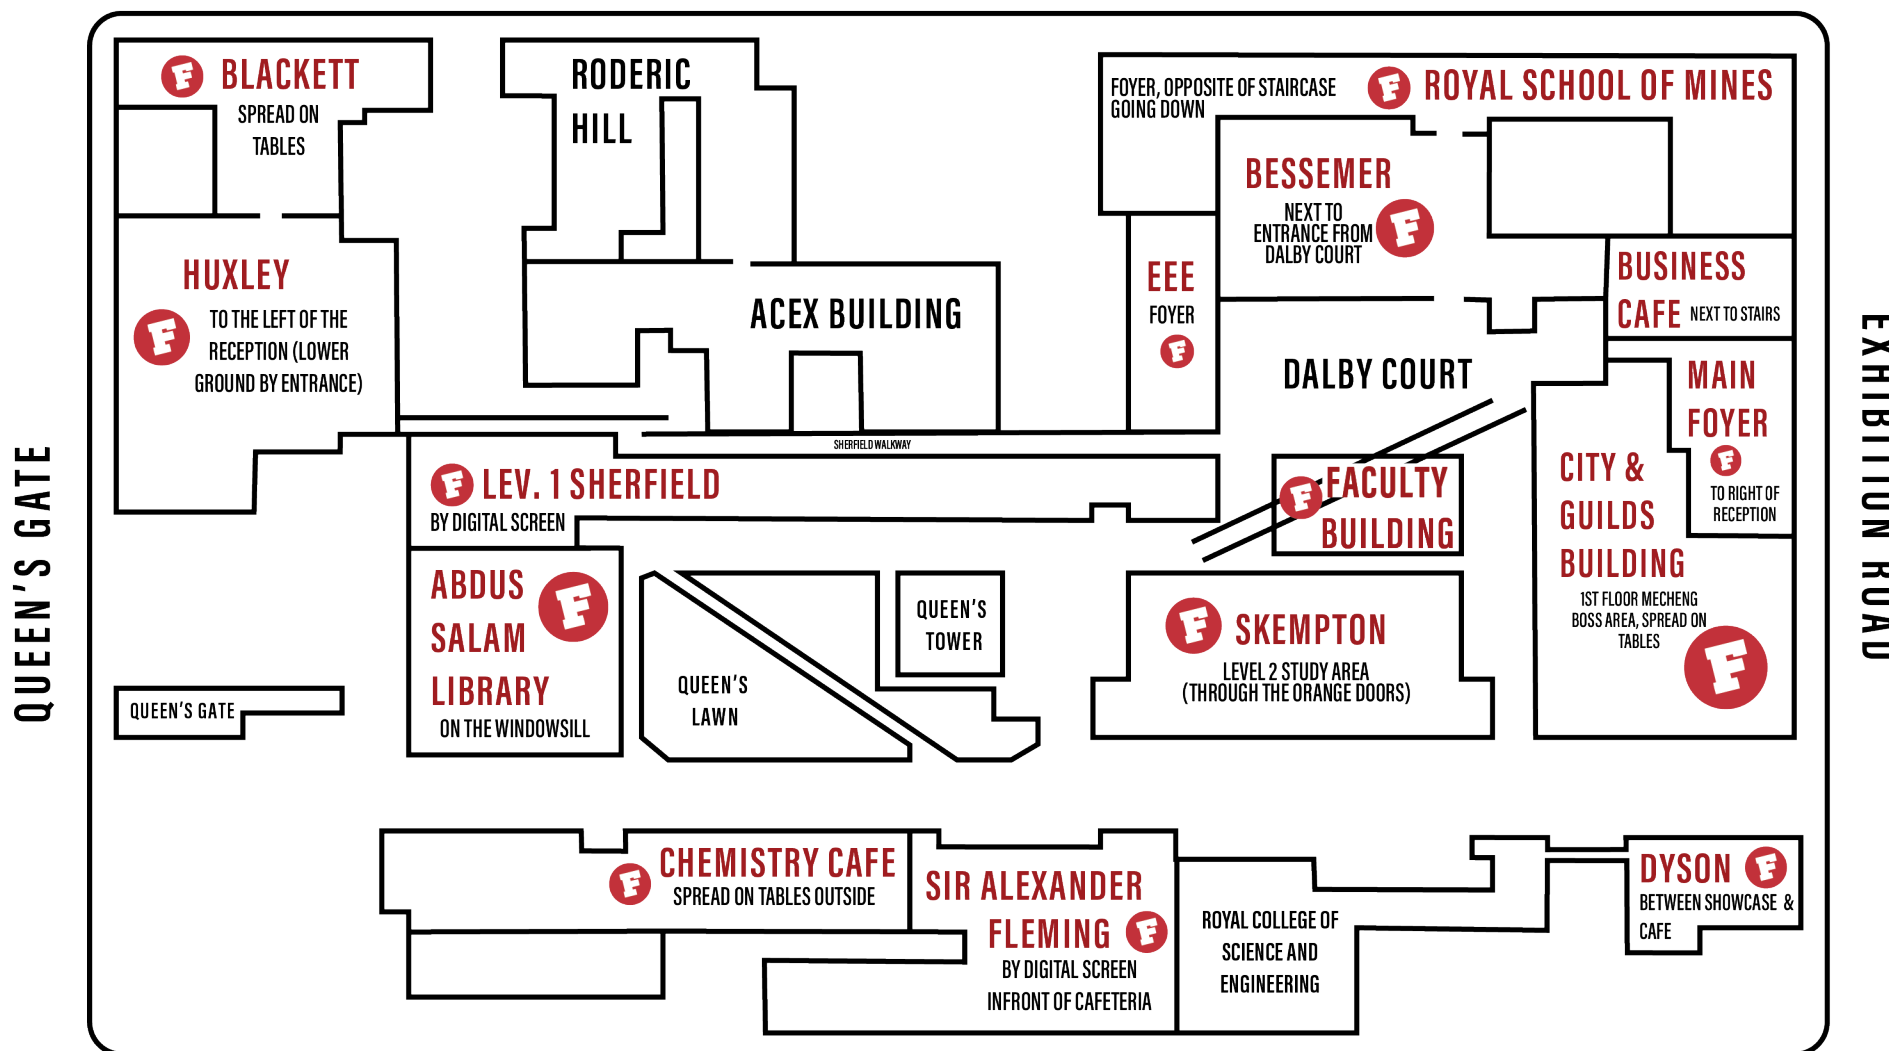 F BLACKETT
SPREAD ON
TABLES
RODERIC
HILL
FOYER, OPPOSITE OF STAIRCASE
GOING DOWN
F ROYAL SCHOOL OF MINES
BESSEMER
NEXT TO
ENTRANCE FROM
DALBY COURT
F
HUXLEY
F
TO THE LEFT OF THE
RECEPTION (LOWER
GROUND BY ENTRANCE)
ACEX BUILDING
EEE
FOYER
F
BUSINESS
CAFE NEXT TO STAIRS
DALBY COURT
MAIN
FOYER
F
TO RIGHT OF
RECEPTION
SHERFIELD WALKWAY
F LEV. 1 SHERFIELD
BY DIGITAL SCREEN
F FACULTY
BUILDING
CITY &
GUILDS
BUILDING
1ST FLOOR MECHENG
BOSS AREA, SPREAD ON
TABLES
F
QUEEN'S GATE
EXHIBITION ROAD
ABDUS
SALAM
LIBRARY
F
ON THE WINDOWSILL
QUEEN'S
TOWER
QUEEN'S
LAWN
F SKEMPTON
LEVEL 2 STUDY AREA
(THROUGH THE ORANGE DOORS)
QUEEN'S GATE
F CHEMISTRY CAFE
SPREAD ON TABLES OUTSIDE
SIR ALEXANDER
FLEMING F
BY DIGITAL SCREEN
INFRONT OF CAFETERIA
ROYAL COLLEGE OF
SCIENCE AND
ENGINEERING
DYSON F
BETWEEN SHOWCASE &
CAFE